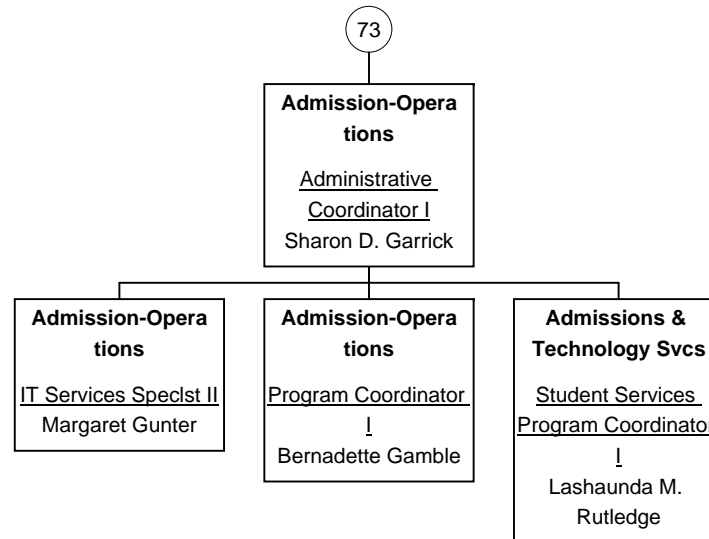 73
Admission-Opera
tions
Administrative
Coordinator I
Sharon D. Garrick
Admission-Opera
tions
IT Services Speclst II
Margaret Gunter
Admission-Opera
tions
Program Coordinator
I
Bernadette Gamble
Admissions &
Technology Svcs
Student Services
Program Coordinator
I
Lashaunda M.
Rutledge